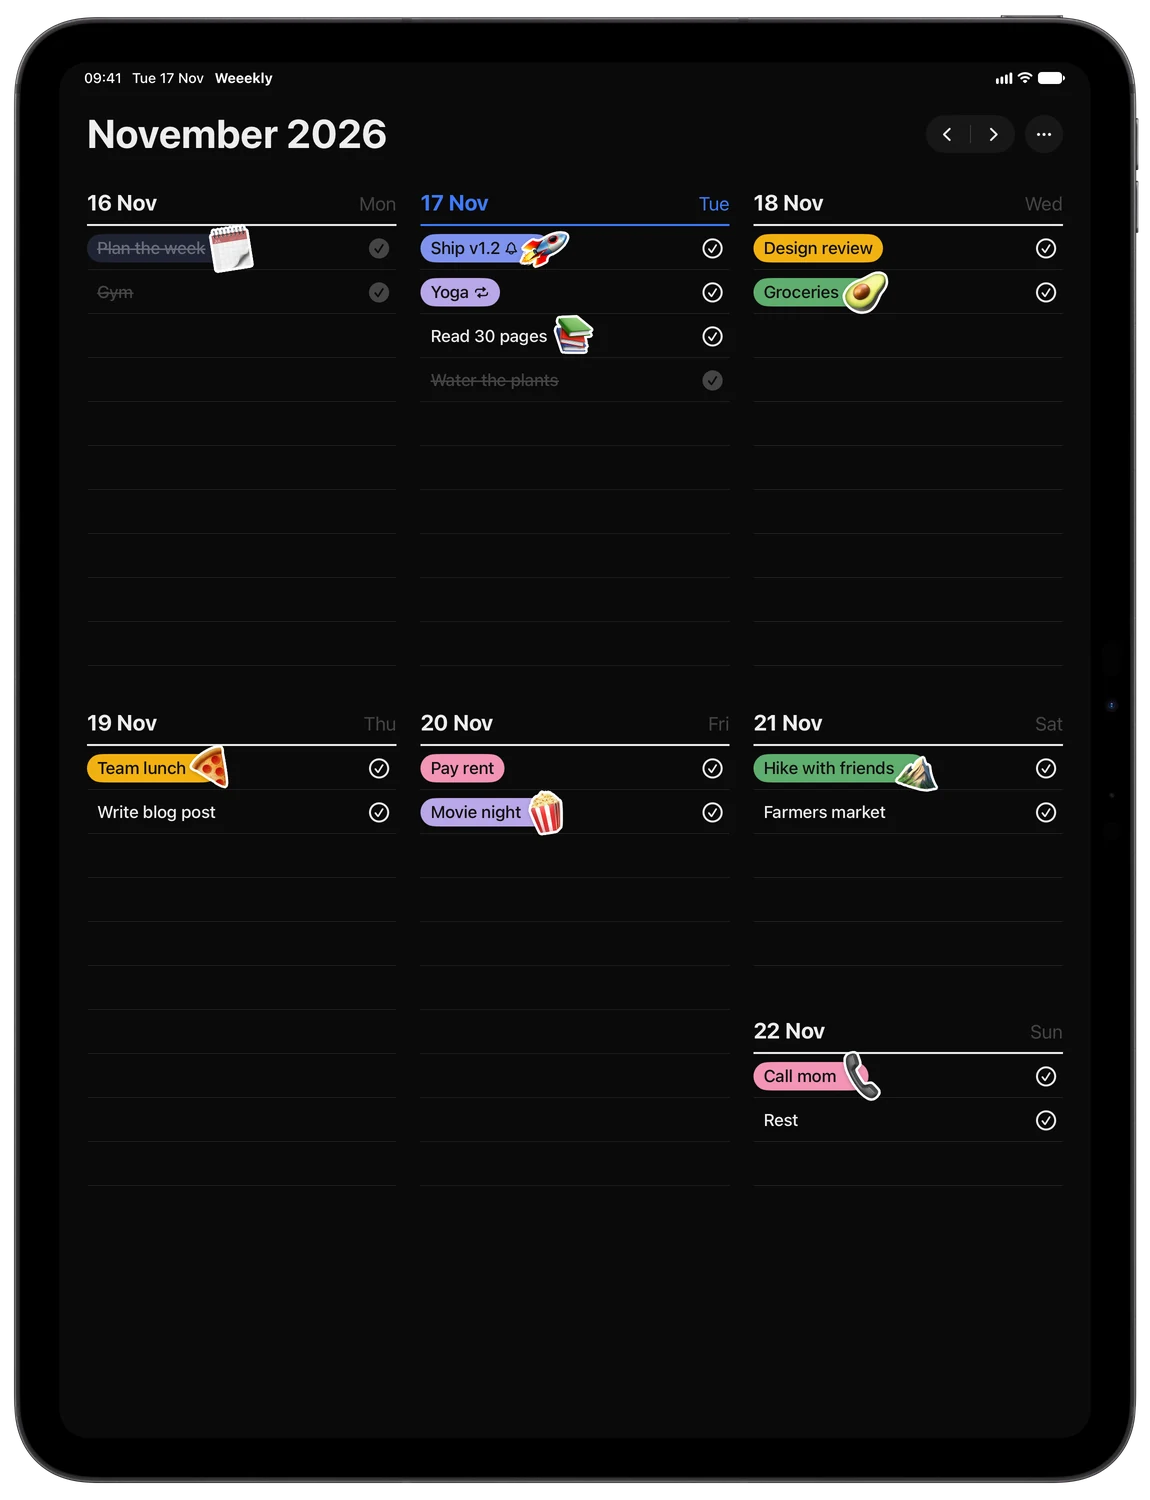 09:41 Tue 17 Nov Weeekly
November 2026
16 Nov Mon
Plan the week
Gym
17 Nov Tue
Ship v1.2
Yoga
Read 30 pages
Water the plants
18 Nov Wed
Design review
Groceries
19 Nov Thu
Team lunch
Write blog post
20 Nov Fri
Pay rent
Movie night
21 Nov Sat
Hike with friends
Farmers market
22 Nov Sun
Call mom
Rest